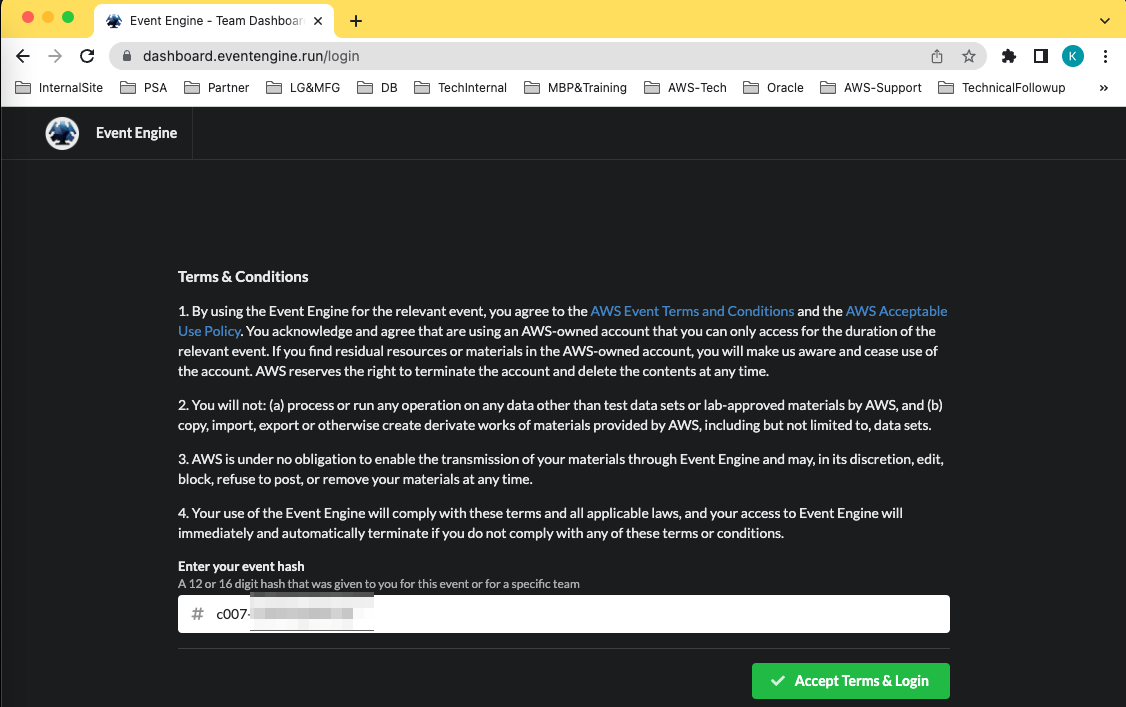 Event Engine - Team Dashboar
dashboard.eventengine.run/login
K
InternalSite PSA Partner LG&MFG DB TechInternal MBP&Training AWS-Tech Oracle AWS-Support TechnicalFollowup »
Event Engine
Terms & Conditions
1. By using the Event Engine for the relevant event, you agree to the AWS Event Terms and Conditions and the AWS Acceptable
Use Policy. You acknowledge and agree that are using an AWS-owned account that you can only access for the duration of the
relevant event. If you find residual resources or materials in the AWS-owned account, you will make us aware and cease use of
the account. AWS reserves the right to terminate the account and delete the contents at any time.
2. You will not: (a) process or run any operation on any data other than test data sets or lab-approved materials by AWS, and (b)
copy, import, export or otherwise create derivate works of materials provided by AWS, including but not limited to, data sets.
3. AWS is under no obligation to enable the transmission of your materials through Event Engine and may, in its discretion, edit,
block, refuse to post, or remove your materials at any time.
4. Your use of the Event Engine will comply with these terms and all applicable laws, and your access to Event Engine will
immediately and automatically terminate if you do not comply with any of these terms or conditions.
Enter your event hash
A 12 or 16 digit hash that was given to you for this event or for a specific team
# c007-
Accept Terms & Login